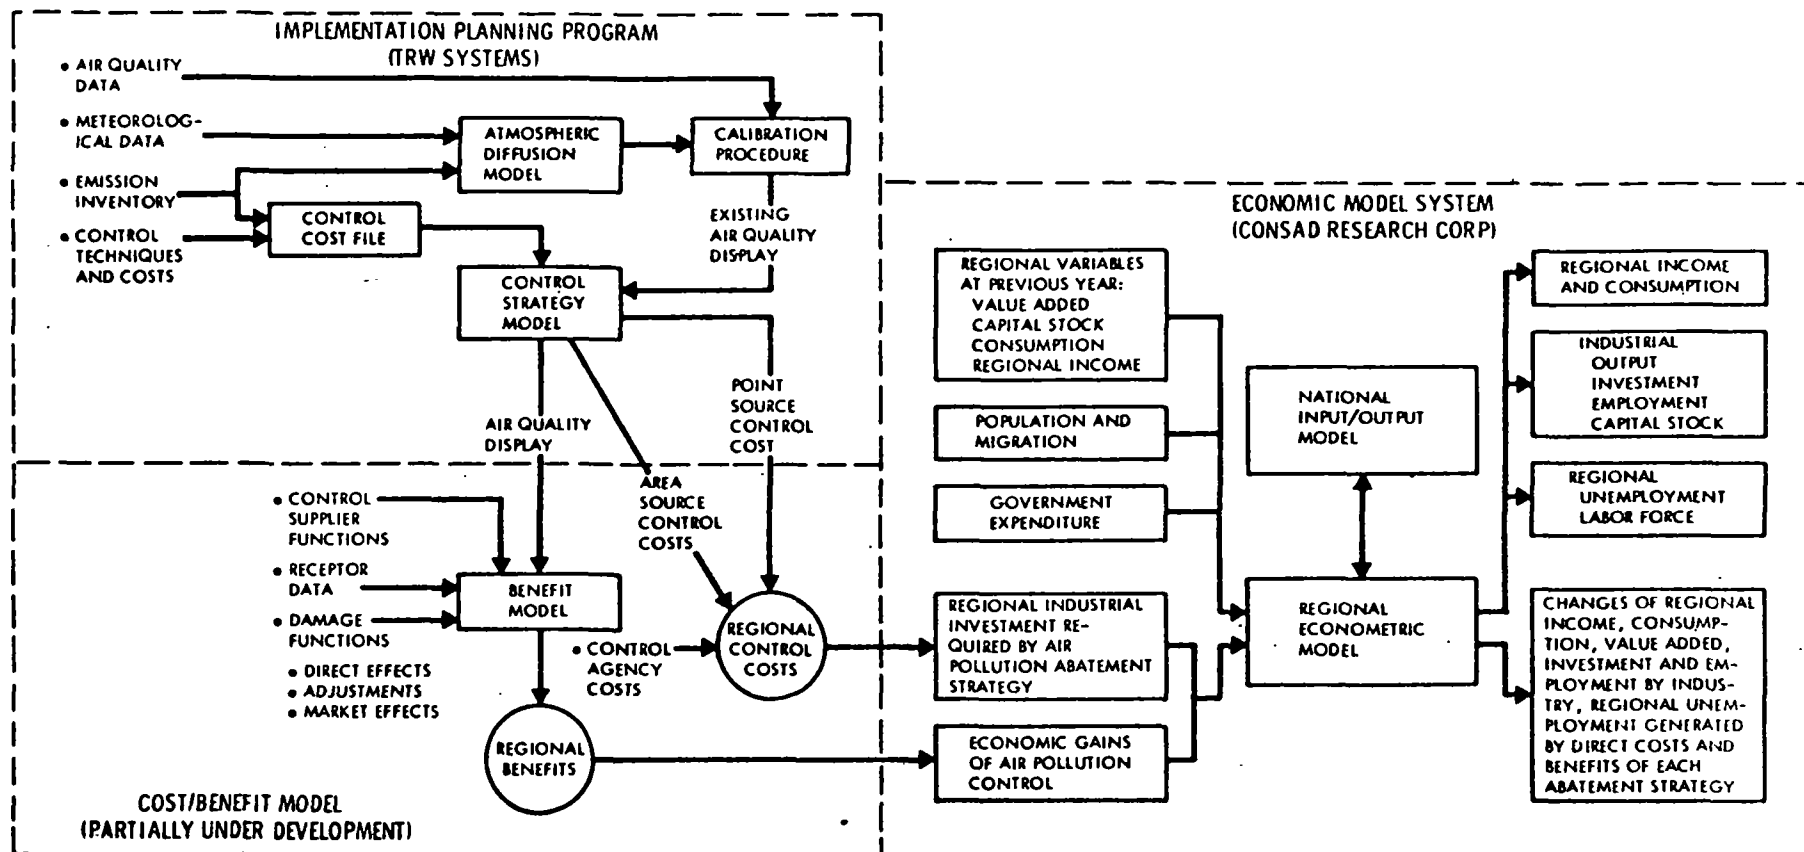 IMPLEMENTATION PLANNING PROGRAM
(TRW SYSTEMS)
• AIR QUALITY
DATA
• METEOROLOG-
ICAL DATA
• EMISSION
INVENTORY
• CONTROL
TECHNIQUES
AND COSTS
ATMOSPHERIC
DIFFUSION
MODEL
CALIBRATION
PROCEDURE
CONTROL
COST FILE
EXISTING
AIR QUALITY
DISPLAY
CONTROL
STRATEGY
MODEL
AIR QUALITY
DISPLAY
POINT
SOURCE
CONTROL
COST
AREA
SOURCE
CONTROL
COSTS
• CONTROL
SUPPLIER
FUNCTIONS
• RECEPTOR
DATA
• DAMAGE
FUNCTIONS
• DIRECT EFFECTS
• ADJUSTMENTS
• MARKET EFFECTS
BENEFIT
MODEL
• CONTROL
AGENCY
COSTS
REGIONAL
CONTROL
COSTS
REGIONAL
BENEFITS
COST/BENEFIT MODEL
(PARTIALLY UNDER DEVELOPMENT)
ECONOMIC MODEL SYSTEM
(CONSAD RESEARCH CORP)
REGIONAL VARIABLES
AT PREVIOUS YEAR:
VALUE ADDED
CAPITAL STOCK
CONSUMPTION
REGIONAL INCOME
POPULATION AND
MIGRATION
GOVERNMENT
EXPENDITURE
REGIONAL INDUSTRIAL
INVESTMENT RE-
QUIRED BY AIR
POLLUTION ABATEMENT
STRATEGY
ECONOMIC GAINS
OF AIR POLLUTION
CONTROL
NATIONAL
INPUT/OUTPUT
MODEL
REGIONAL
ECONOMETRIC
MODEL
REGIONAL INCOME
AND CONSUMPTION
INDUSTRIAL
OUTPUT
INVESTMENT
EMPLOYMENT
CAPITAL STOCK
REGIONAL
UNEMPLOYMENT
LABOR FORCE
CHANGES OF REGIONAL
INCOME, CONSUMP-
TION, VALUE ADDED,
INVESTMENT AND EM-
PLOYMENT BY INDUS-
TRY, REGIONAL UNEM-
PLOYMENT GENERATED
BY DIRECT COSTS AND
BENEFITS OF EACH
ABATEMENT STRATEGY